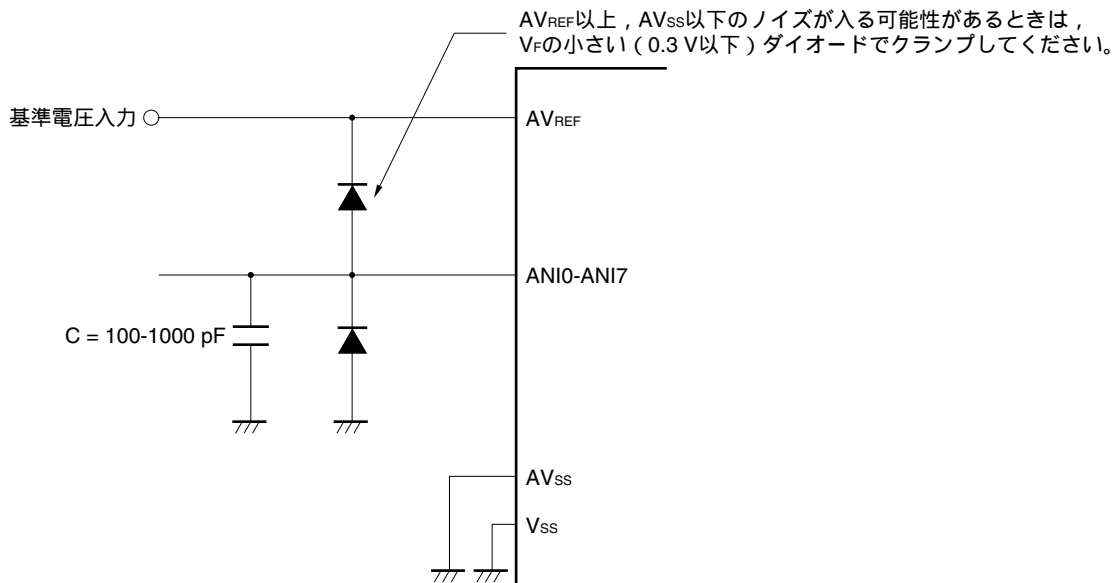 AVREF以上，AVSS以下のノイズが入る可能性があるときは，
VFの小さい（0.3 V以下）ダイオードでクランプしてください。
基準電圧入力
AVREF
ANI0-ANI7
C = 100-1000 pF
AVSS
VSS